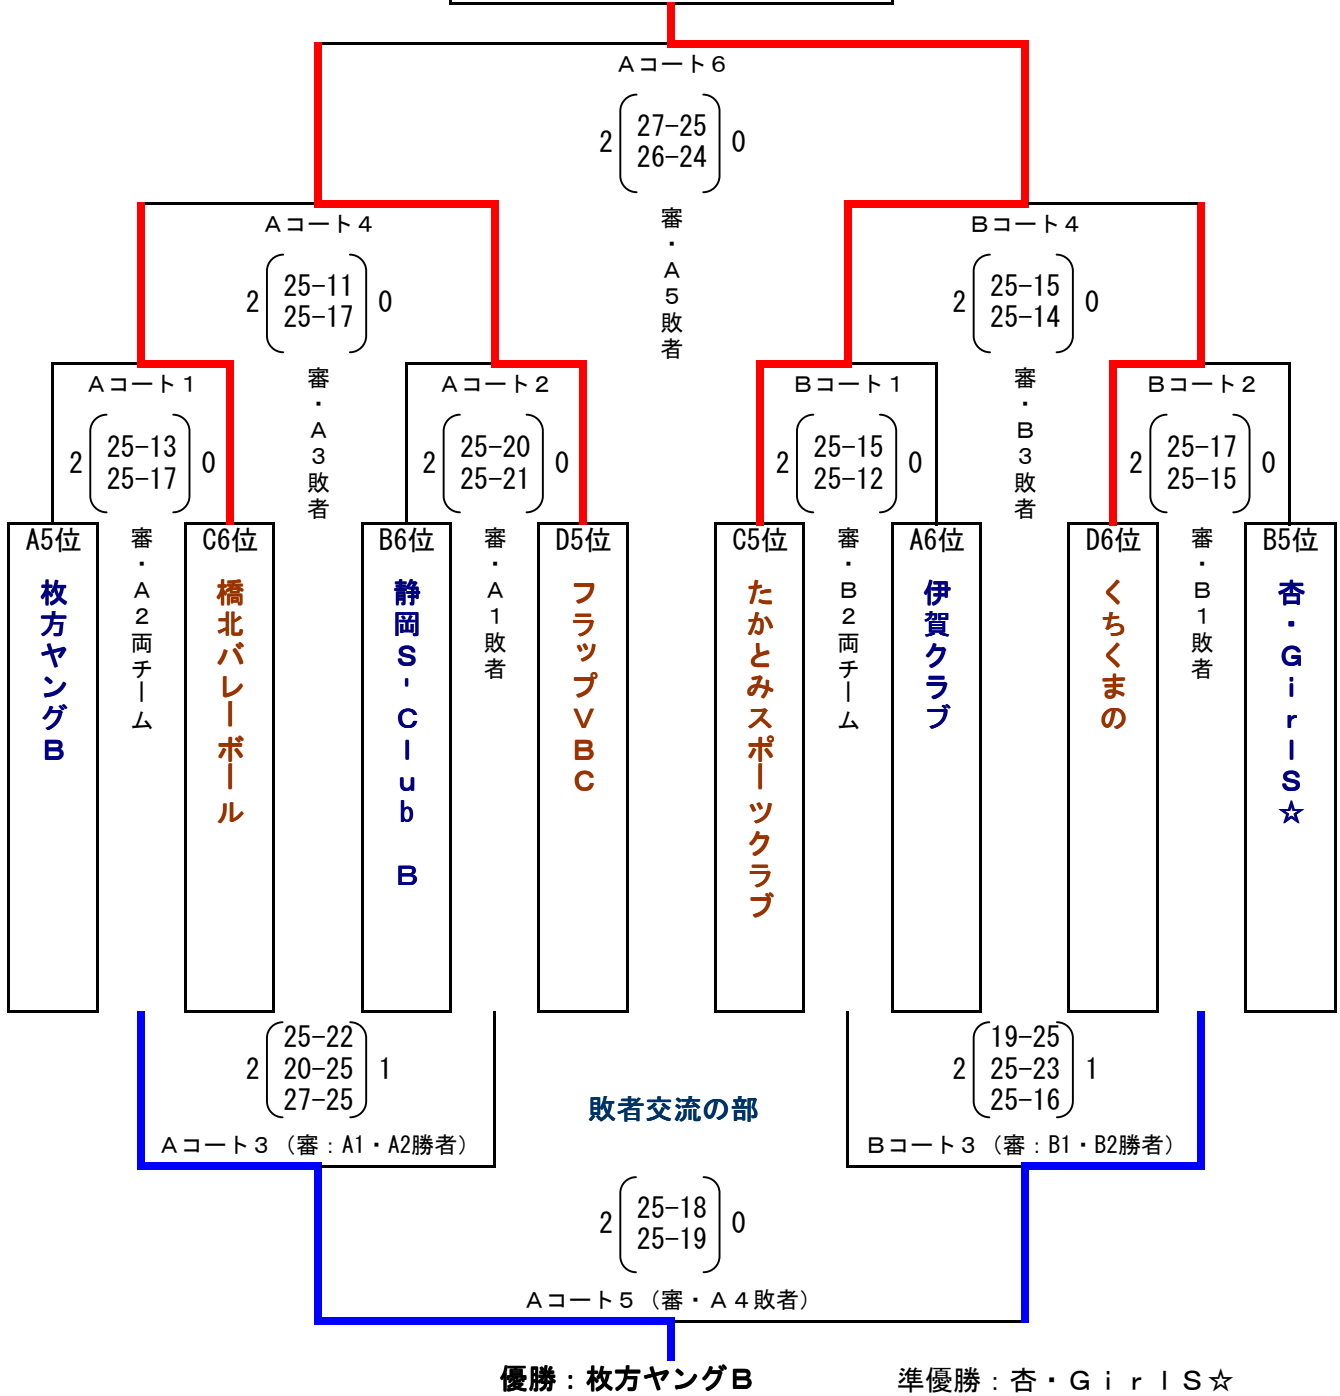 Aコート6
2 27-25 0
26-24
審・A5敗者
Aコート4
2 25-11 0
25-17
審・A3敗者
Bコート4
2 25-15 0
25-14
審・B3敗者
Aコート1
2 25-13 0
25-17
審・A2両チーム
Aコート2
2 25-20 0
25-21
審・A1敗者
Bコート1
2 25-15 0
25-12
審・B2両チーム
Bコート2
2 25-17 0
25-15
審・B1敗者
A5位
枚方ヤングB
C6位
橋北バレーボール
B6位
静岡S'Club B
D5位
フラップVBC
C5位
たかとみスポーツクラブ
A6位
伊賀クラブ
D6位
くちくまの
B5位
杏・GirlS☆
25-22
2 20-25 1
27-25
Aコート3（審：A1・A2勝者）
19-25
2 25-23 1
25-16
Bコート3（審：B1・B2勝者）
敗者交流の部
2 25-18 0
25-19
Aコート5（審・A4敗者）
優勝：枚方ヤングB
準優勝：杏・GirlS☆